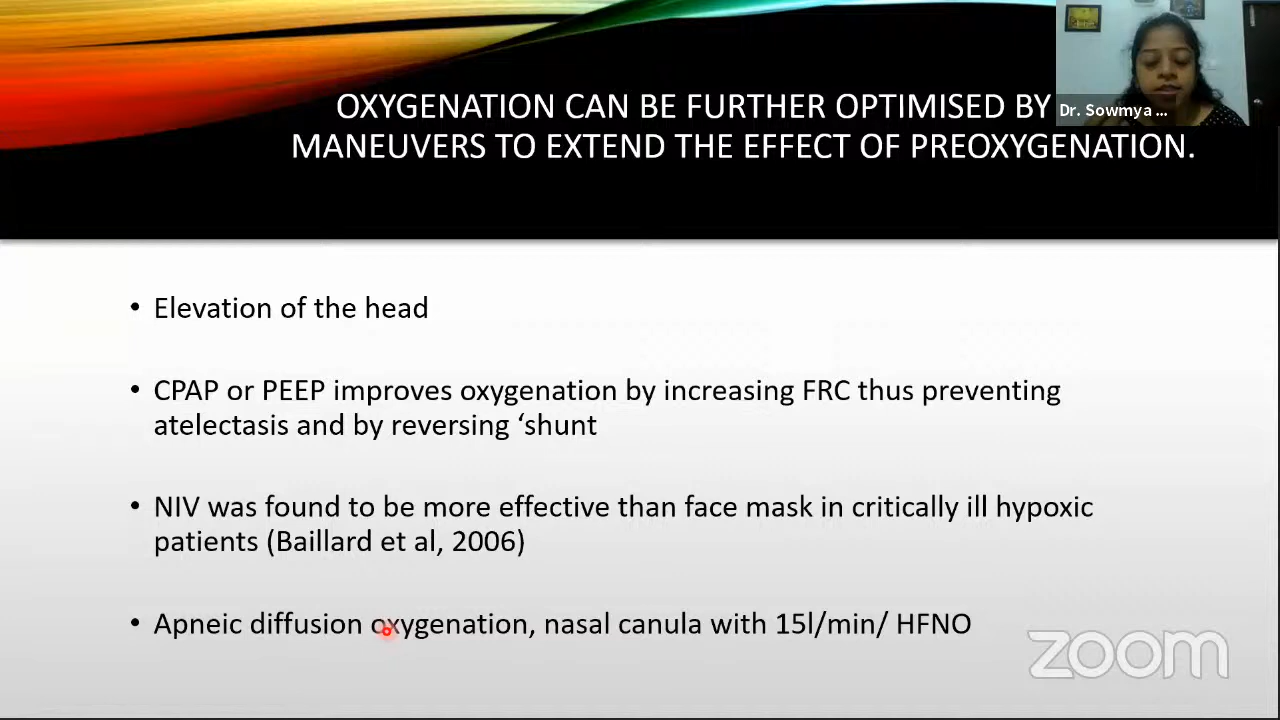 OXYGENATION CAN BE FURTHER OPTIMISED BY
MANEUVERS TO EXTEND THE EFFECT OF PREOXYGENATION.
Dr. Sowmya ...
• Elevation of the head
• CPAP or PEEP improves oxygenation by increasing FRC thus preventing
atelectasis and by reversing ‘shunt
• NIV was found to be more effective than face mask in critically ill hypoxic
patients (Baillard et al, 2006)
• Apneic diffusion oxygenation, nasal canula with 15l/min/ HFNO
zoom